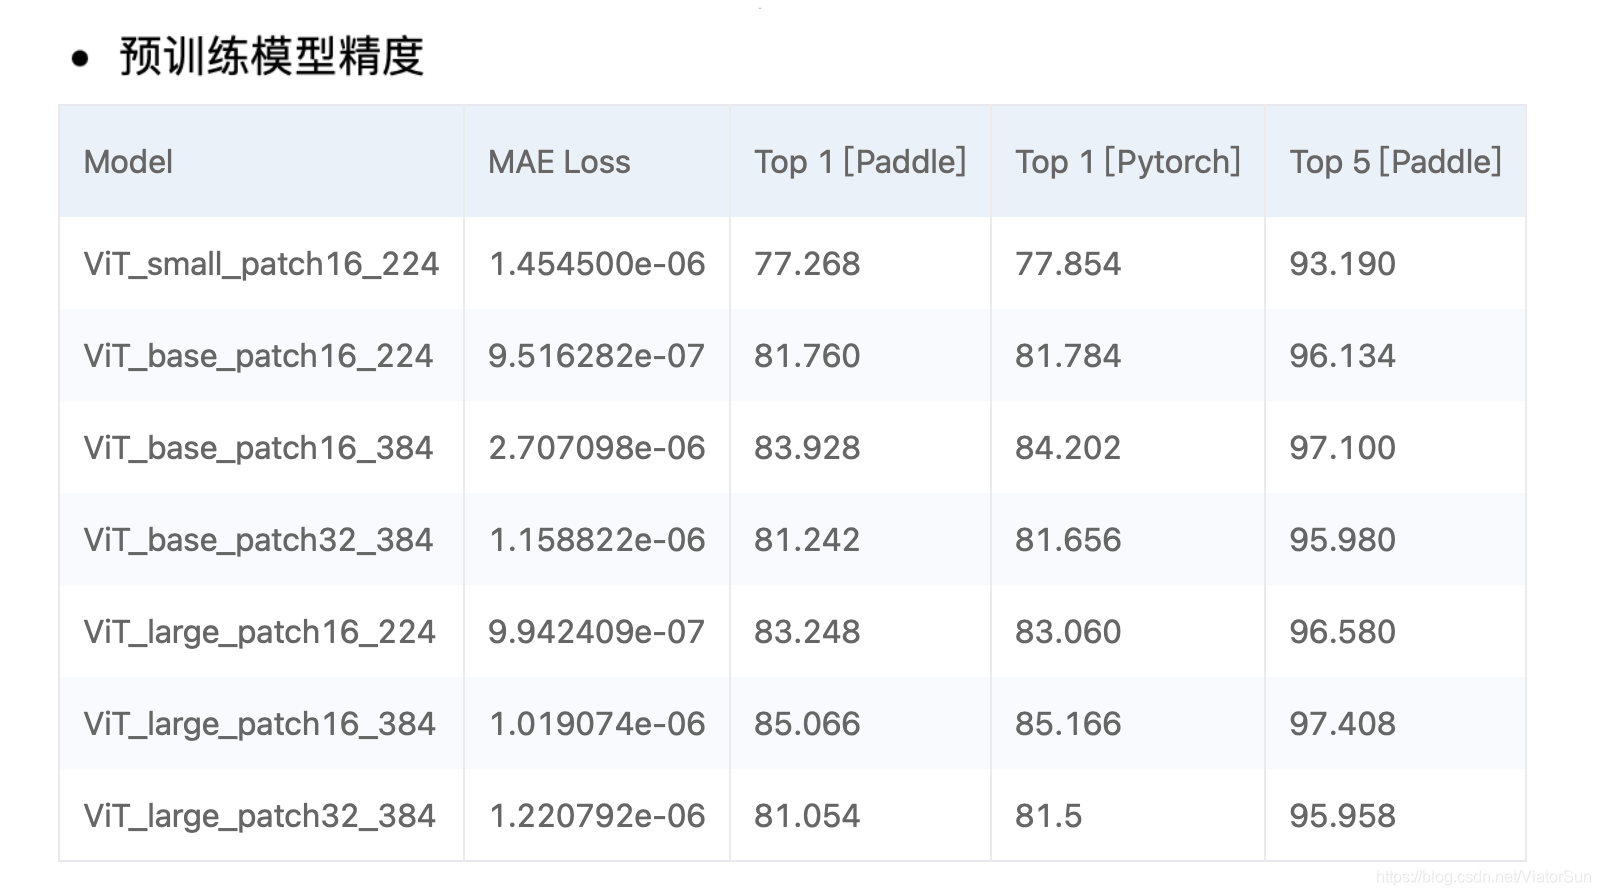 • 预训练模型精度
Model MAE Loss Top 1 [Paddle] Top 1 [Pytorch] Top 5 [Paddle]
ViT_small_patch16_224 1.454500e-06 77.268 77.854 93.190
ViT_base_patch16_224 9.516282e-07 81.760 81.784 96.134
ViT_base_patch16_384 2.707098e-06 83.928 84.202 97.100
ViT_base_patch32_384 1.158822e-06 81.242 81.656 95.980
ViT_large_patch16_224 9.942409e-07 83.248 83.060 96.580
ViT_large_patch16_384 1.019074e-06 85.066 85.166 97.408
ViT_large_patch32_384 1.220792e-06 81.054 81.5 95.958
https://blog.csdn.net/ViatorSun